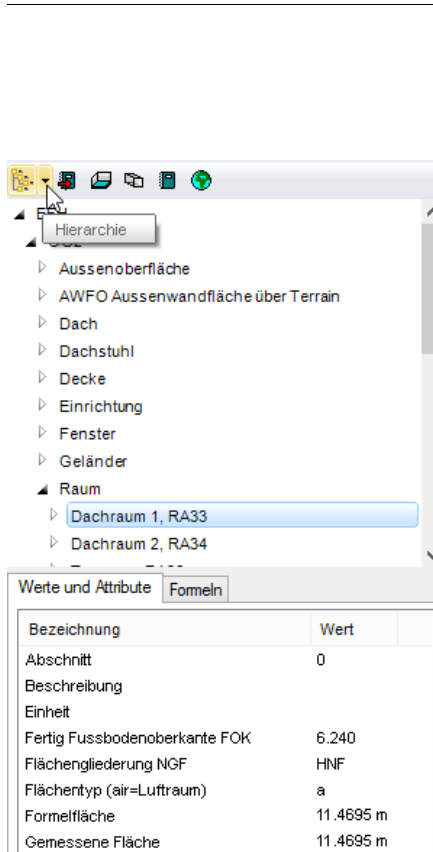 Hierarchie
Aussenoberfläche
AWFO Aussenwandfläche über Terrain
Dach
Dachstuhl
Decke
Einrichtung
Fenster
Geländer
Raum
Dachraum 1, RA33
Dachraum 2, RA34
Werte und Attribute Formeln
Bezeichnung Wert
Abschnitt 0
Beschreibung
Einheit
Fertig Fussbodenoberkante FOK 6.240
Flächengliederung NGF HNF
Flächentyp (air=Luftraum) a
Formelfläche 11.4695 m
Gemessene Fläche 11.4695 m